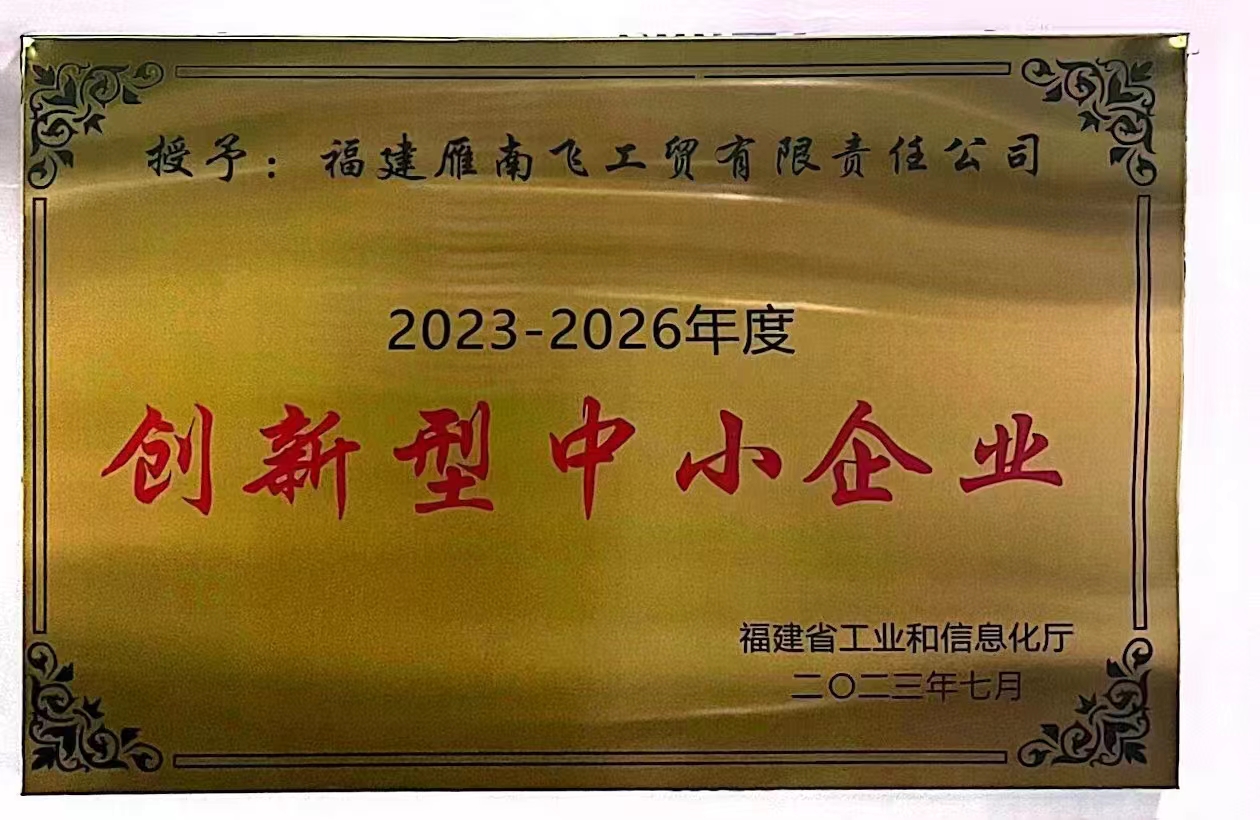 授予：福建雁南飞工贸有限责任公司
2023-2026年度
创新型中小企业
福建省工业和信息化厅
二〇二三年七月